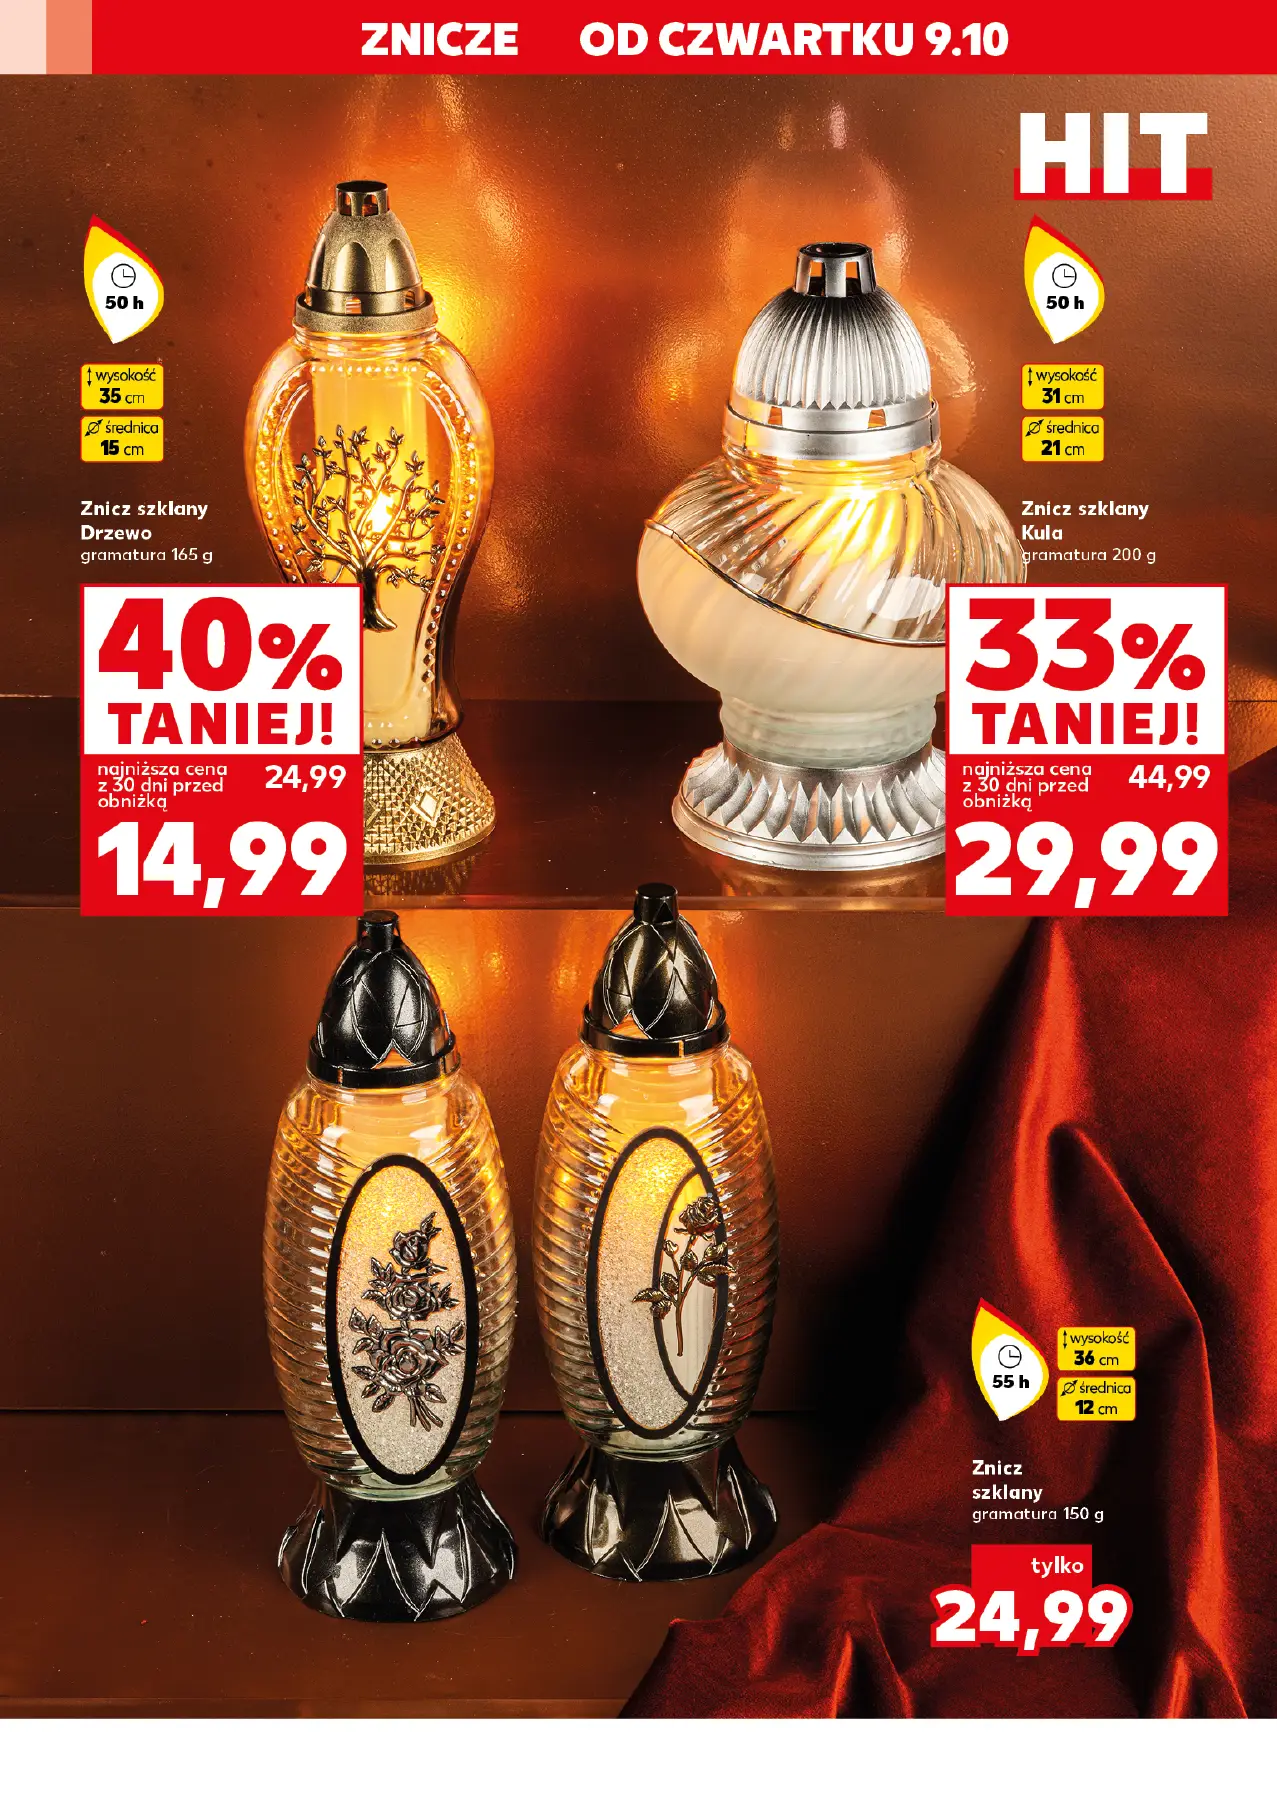 ZNICZE OD CZWARTKU 9.10
HIT
50 h
wysokość
35 cm
średnica
15 cm
Znicz szklany
Drzewo
gramatura 165 g
40%
TANIEJ!
najniższa cena
z 30 dni przed
obniżką
24,99
14,99
50 h
wysokość
31 cm
średnica
21 cm
Znicz szklany
Kula
gramatura 200 g
33%
TANIEJ!
najniższa cena
z 30 dni przed
obniżką
44,99
29,99
55 h
wysokość
36 cm
średnica
12 cm
Znicz
szklany
gramatura 150 g
tylko
24,99